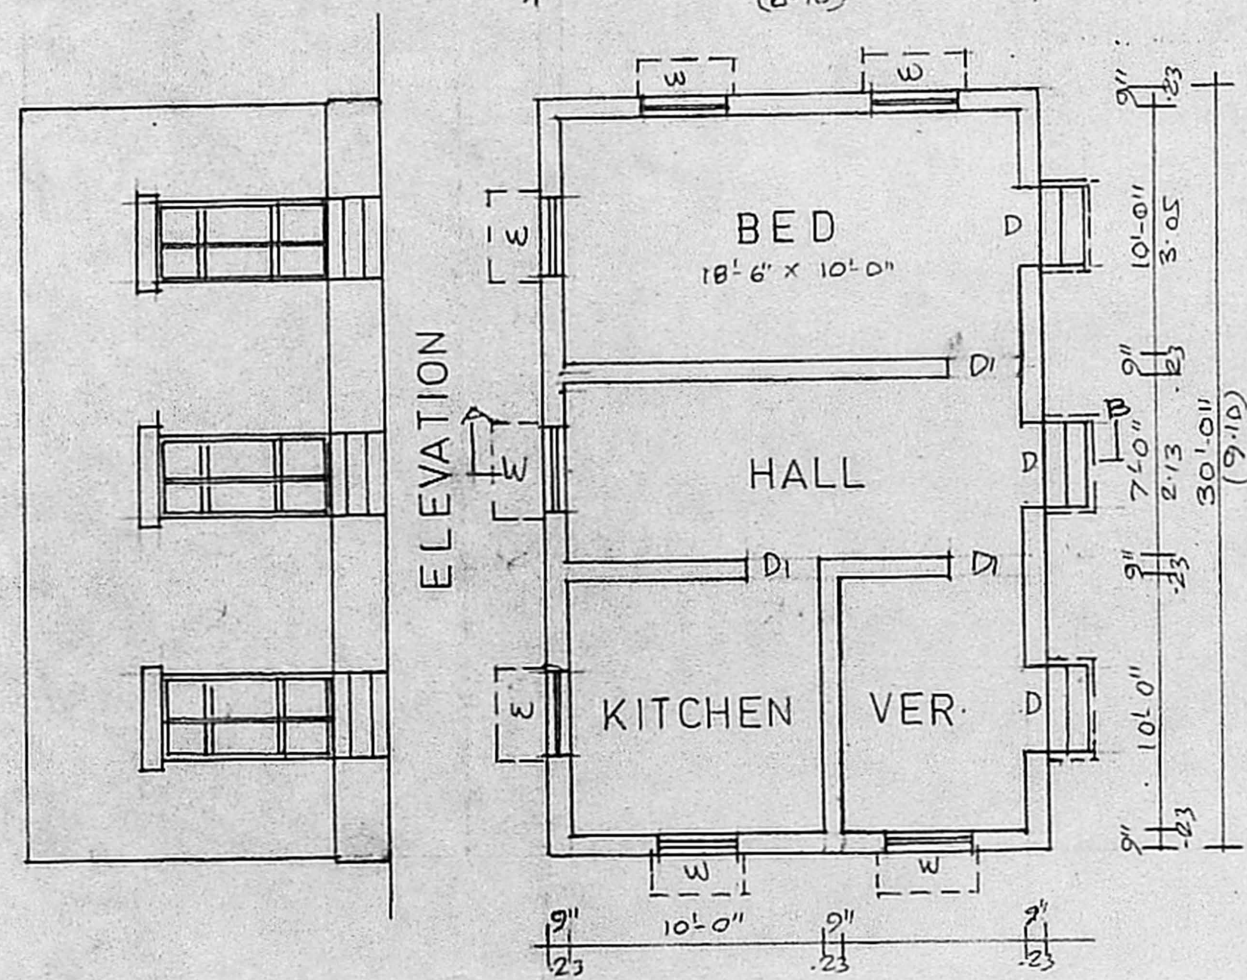 W W
9" .23
W
BED
18'-6" x 10'-0"
D
10'-0" 3.05
D1
9" .23
ELEVATION
A
W
HALL
D
B
7'-0" 2.13
30'-0"
(9.10)
D1 D1
9" .23
W
KITCHEN
VER.
D
10'-0"
9" .23
W W
9" 10'-0" 9" 9"
.23 .23 .23